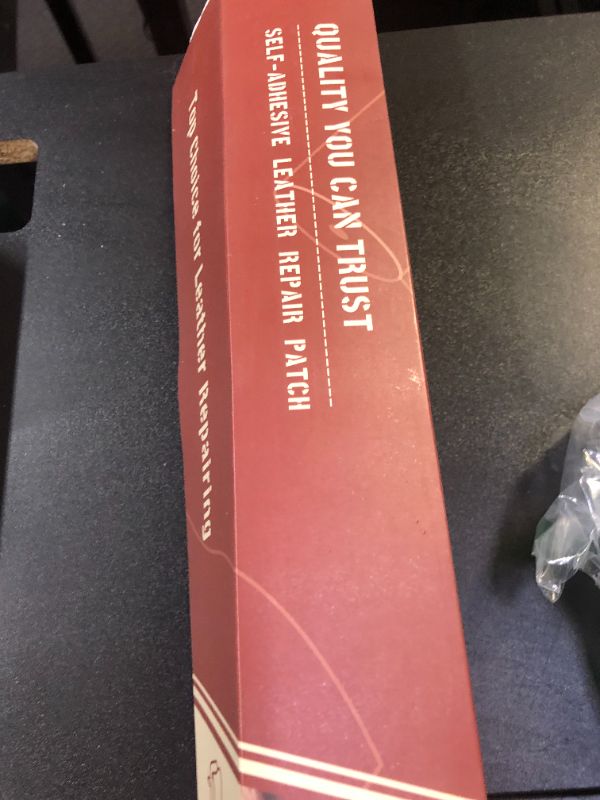 QUALITY YOU CAN TRUST
SELF-ADHESIVE LEATHER REPAIR PATCH
Top Choice for Leather Repairing